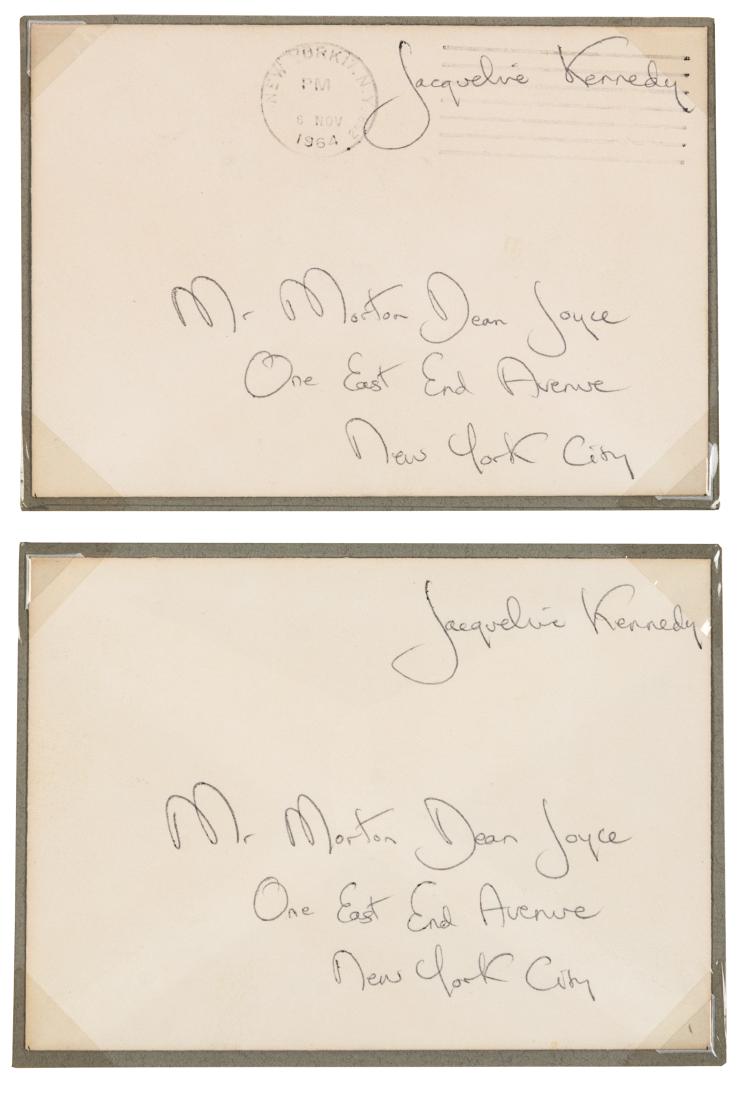 NEW YORK 17, N.Y.
PM
6 NOV
1964
Jacqueline Kennedy
Mr Morton Dean Joyce
One East End Avenue
New York City
Jacqueline Kennedy
Mr Morton Dean Joyce
One East End Avenue
New York City